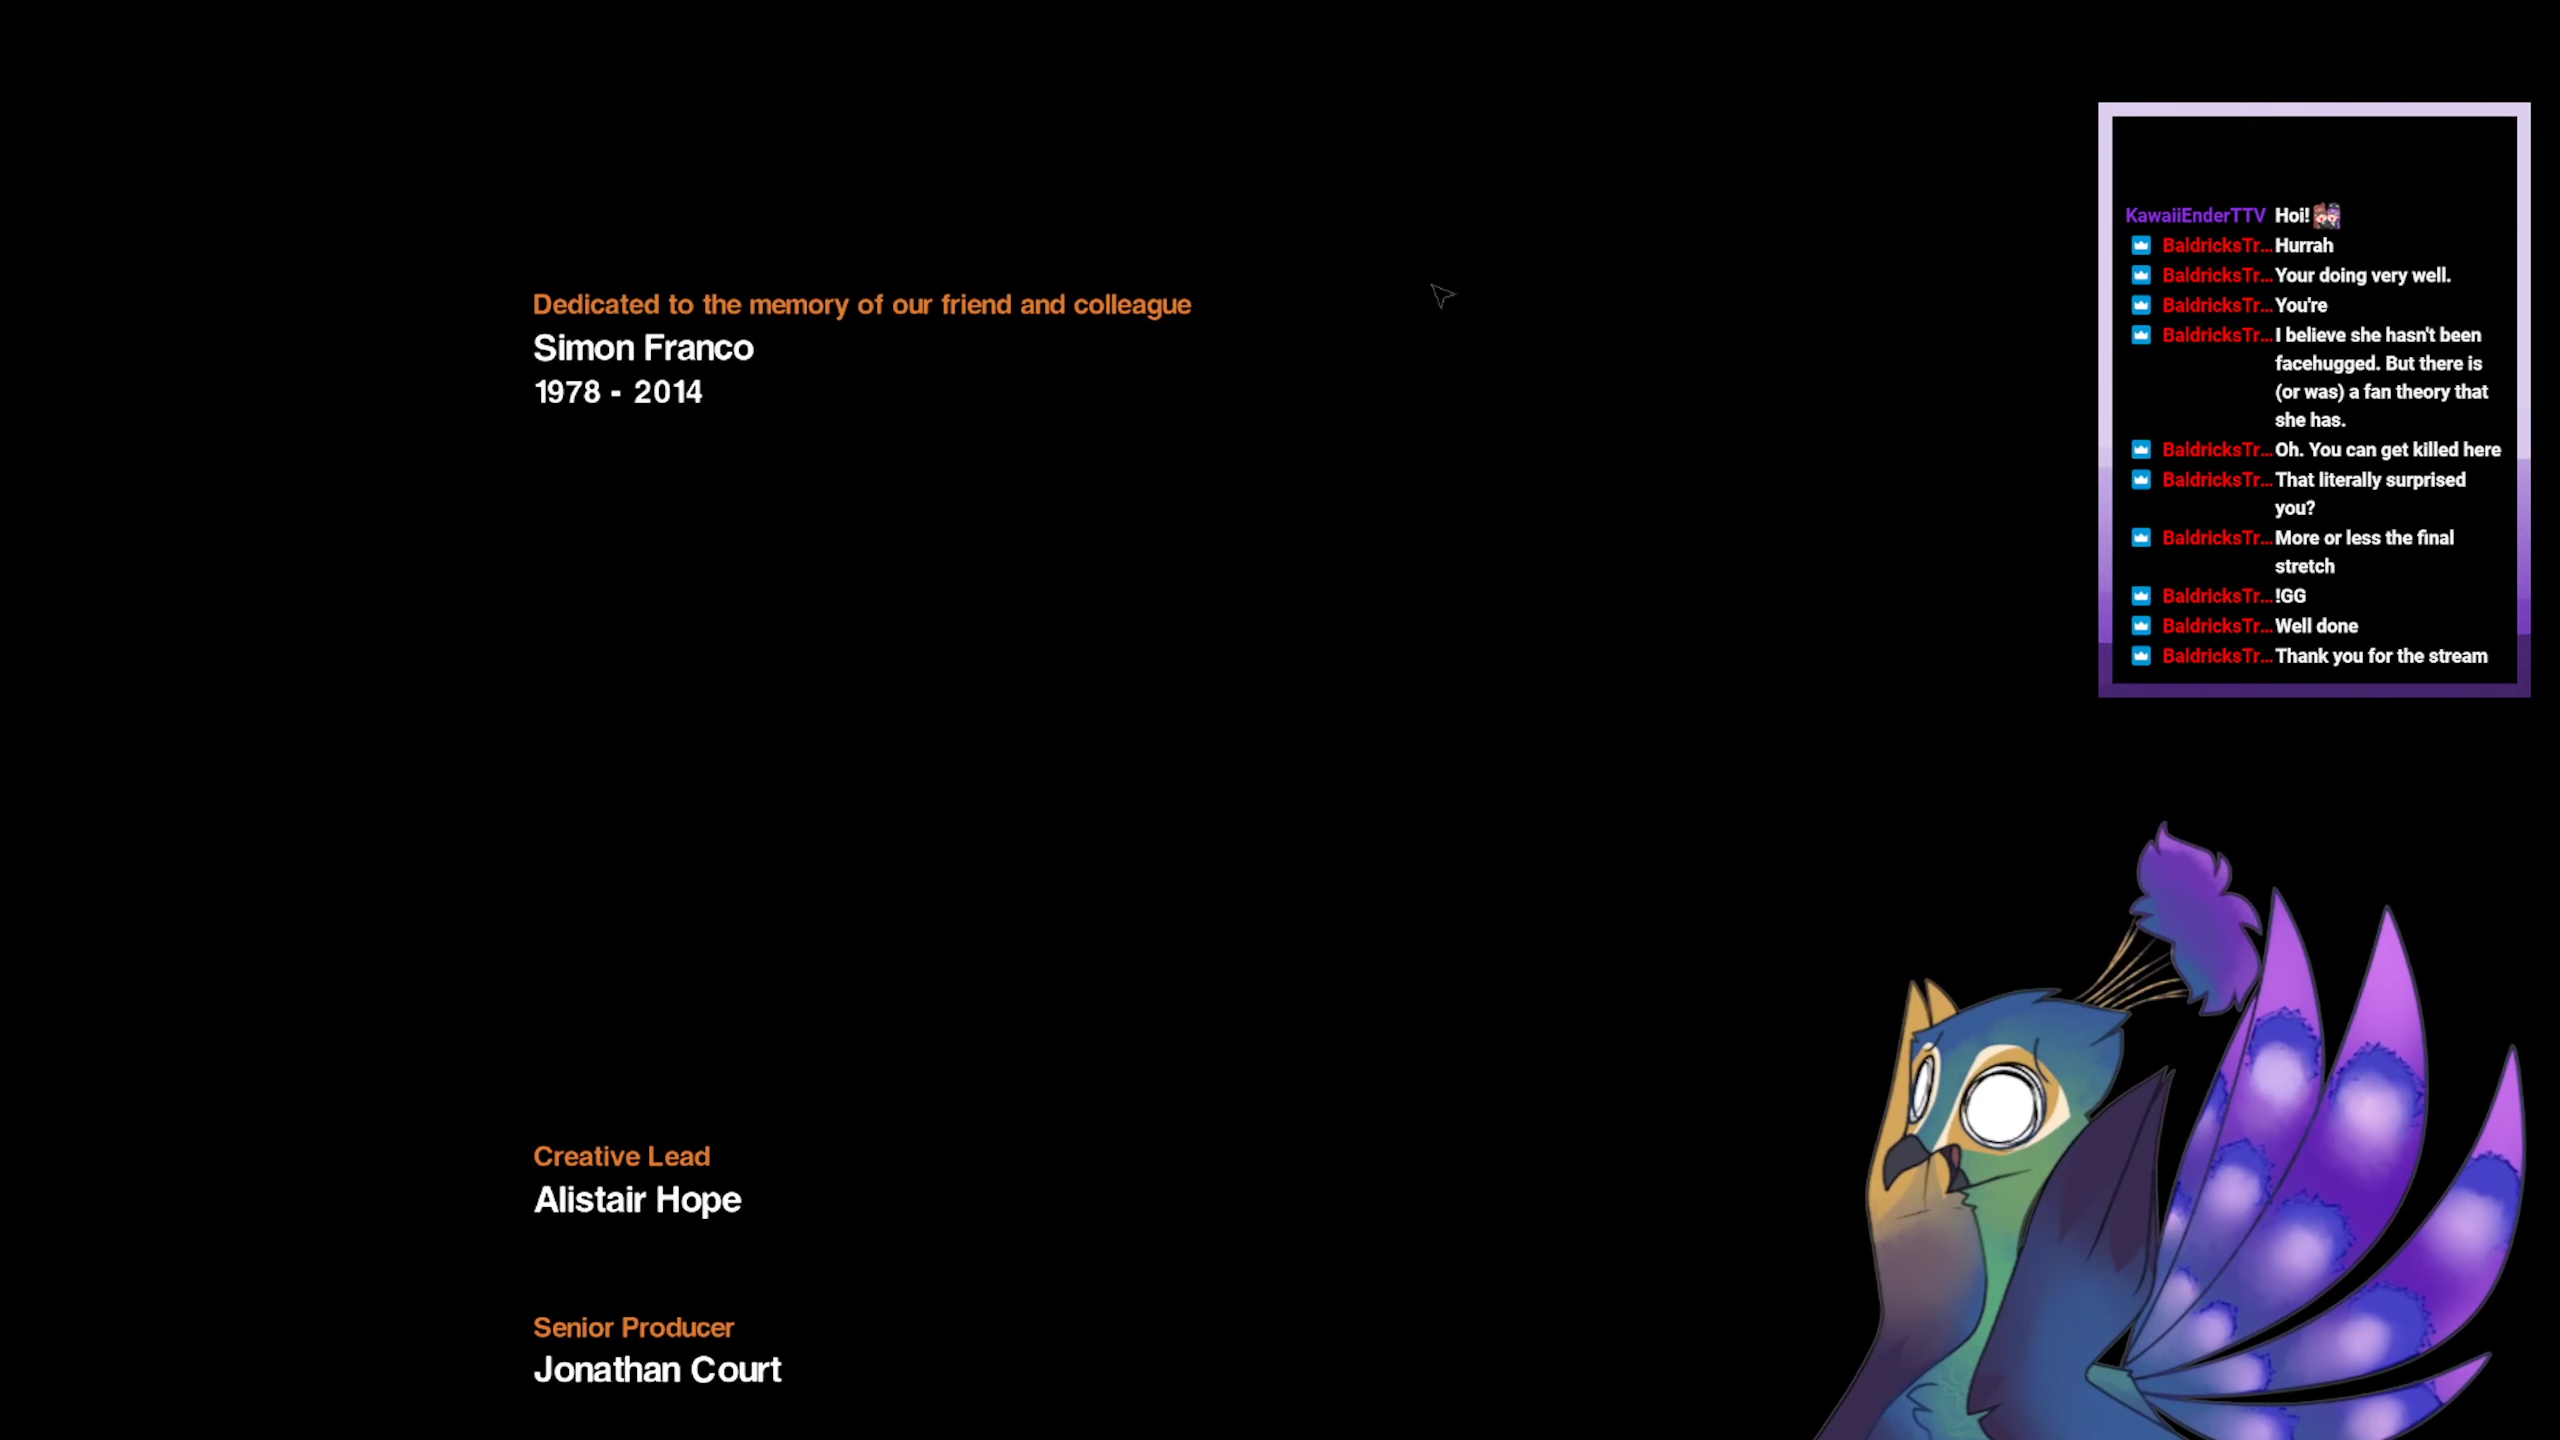 Dedicated to the memory of our friend and colleague
Simon Franco
1978 - 2014
Creative Lead
Alistair Hope
Senior Producer
Jonathan Court
KawaiiEnderTTV Hoi!
BaldricksTr... Hurrah
BaldricksTr... Your doing very well.
BaldricksTr... You're
BaldricksTr... I believe she hasn't been
facehugged. But there is
(or was) a fan theory that
she has.
BaldricksTr... Oh. You can get killed here
BaldricksTr... That literally surprised
you?
BaldricksTr... More or less the final
stretch
BaldricksTr... !GG
BaldricksTr... Well done
BaldricksTr... Thank you for the stream